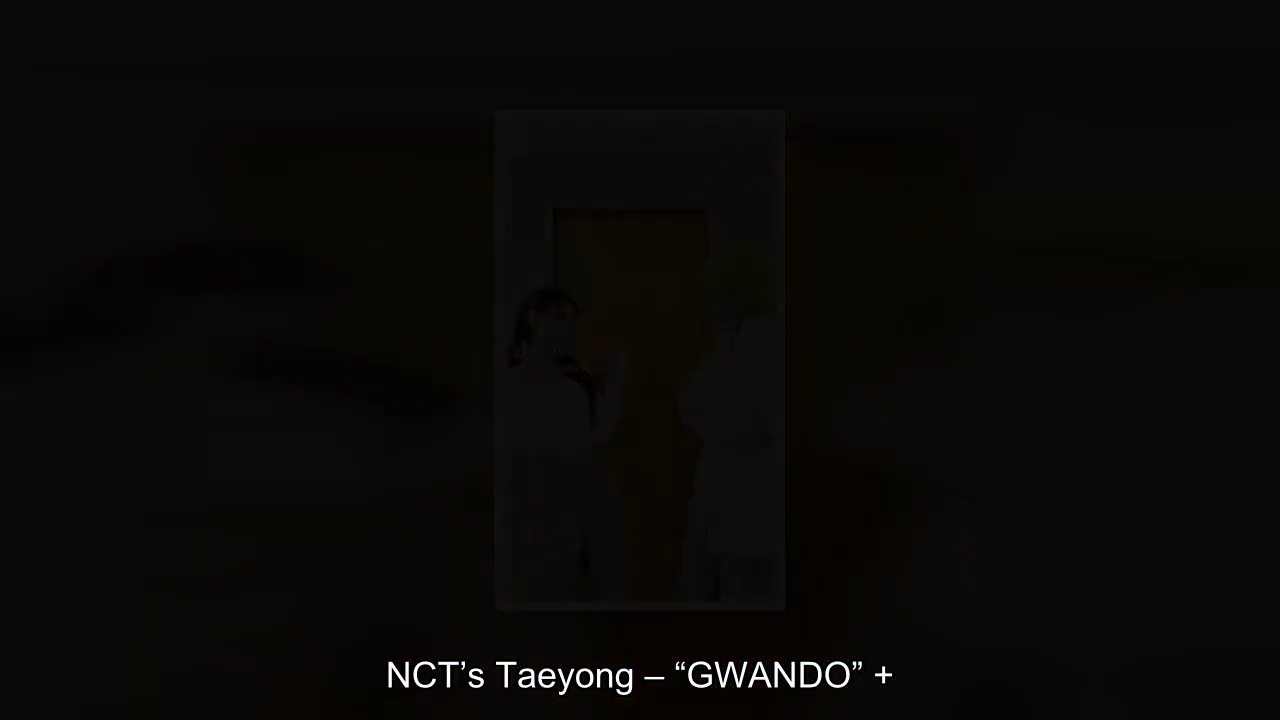 NCT’s Taeyong – “GWANDO” +